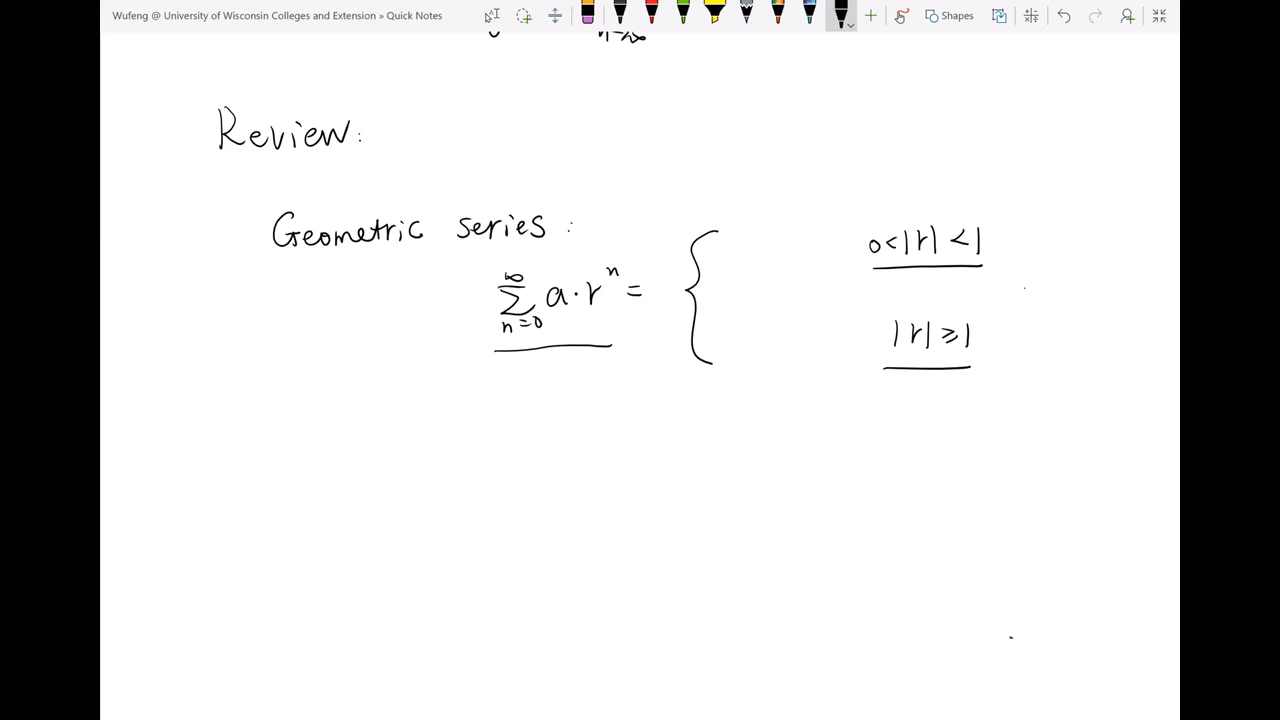 Wufeng @ University of Wisconsin Colleges and Extension » Quick Notes
Shapes
n→∞
Review:
Geometric series:
∑_{n=0}^{∞} a·r^n = {
0<|r|<1
|r|≥1